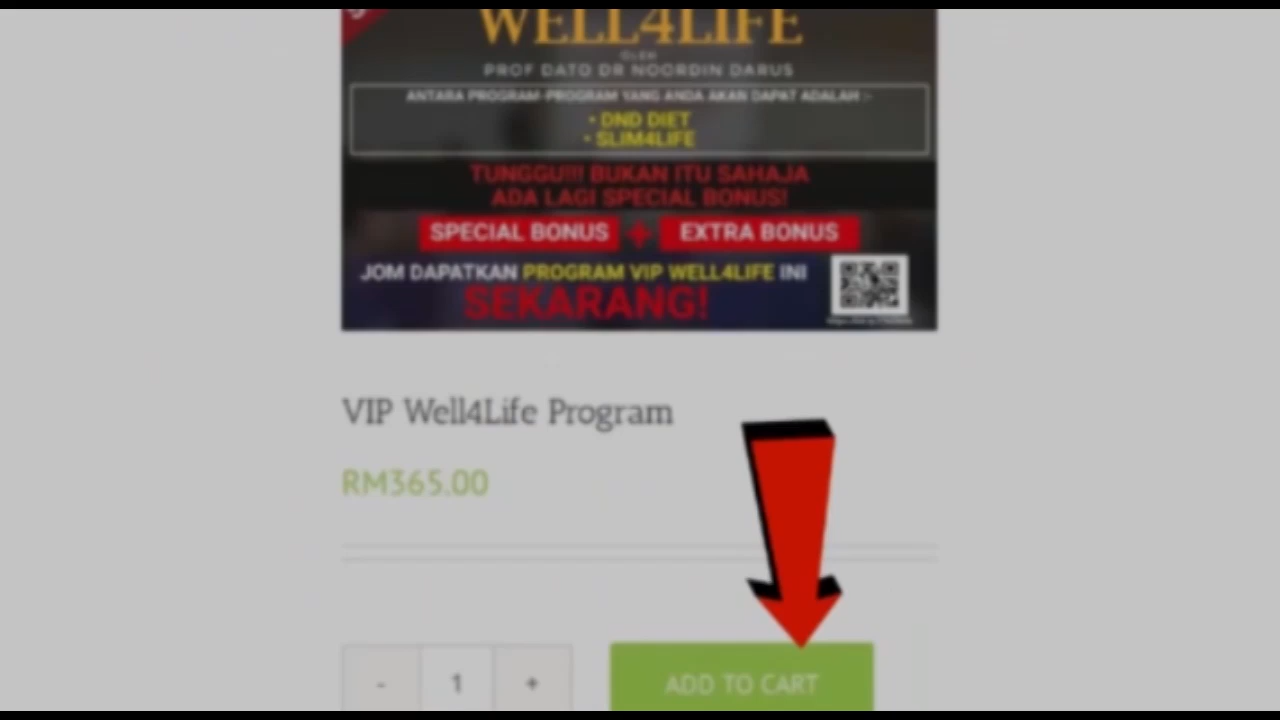 WELL4LIFE
OLEH
PROF DATO DR NOORDIN DARUS
ANTARA PROGRAM-PROGRAM YANG ANDA AKAN DAPAT ADALAH :-
• DND DIET
• SLIM4LIFE
TUNGGU!!! BUKAN ITU SAHAJA
ADA LAGI SPECIAL BONUS!
SPECIAL BONUS + EXTRA BONUS
JOM DAPATKAN PROGRAM VIP WELL4LIFE INI
SEKARANG!
VIP Well4Life Program
RM365.00
- 1 +
ADD TO CART